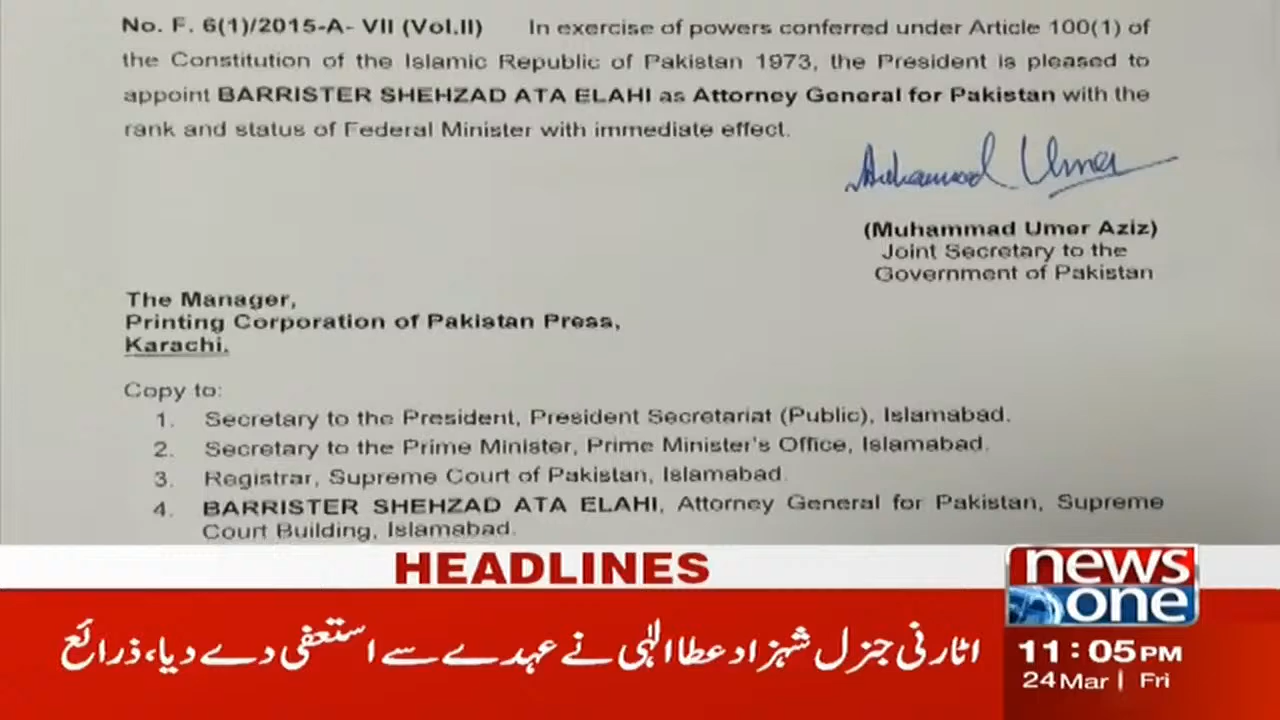 No. F. 6(1)/2015-A- VII (Vol.II) In exercise of powers conferred under Article 100(1) of
the Constitution of the Islamic Republic of Pakistan 1973, the President is pleased to
appoint BARRISTER SHEHZAD ATA ELAHI as Attorney General for Pakistan with the
rank and status of Federal Minister with immediate effect.
Muhammad Umer
(Muhammad Umer Aziz)
Joint Secretary to the
Government of Pakistan
The Manager,
Printing Corporation of Pakistan Press,
Karachi.
Copy to:
1. Secretary to the President, President Secretariat (Public), Islamabad.
2. Secretary to the Prime Minister, Prime Minister's Office, Islamabad.
3. Registrar, Supreme Court of Pakistan, Islamabad.
4. BARRISTER SHEHZAD ATA ELAHI, Attorney General for Pakistan, Supreme
Court Building, Islamabad.
HEADLINES
news
one
اٹارنی جنرل شہزاد عطا الٰہی نے عہدے سے استعفی دے دیا، ذرائع
11:05 PM
24 Mar | Fri